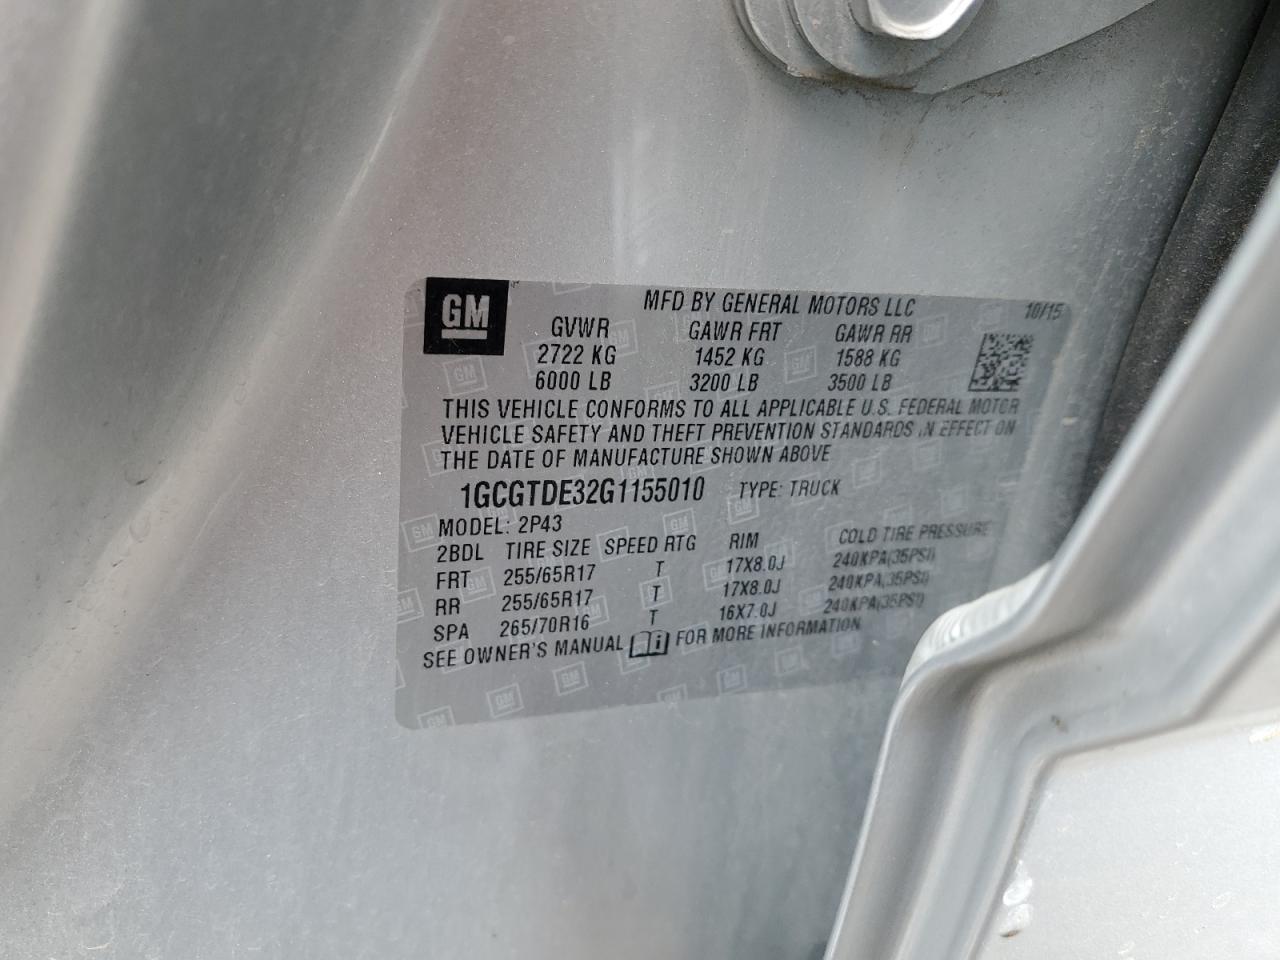 GM MFD BY GENERAL MOTORS LLC 10/15
GVWR GAWR FRT GAWR RR
2722 KG 1452 KG 1588 KG
6000 LB 3200 LB 3500 LB
THIS VEHICLE CONFORMS TO ALL APPLICABLE U.S. FEDERAL MOTOR
VEHICLE SAFETY AND THEFT PREVENTION STANDARDS IN EFFECT ON
THE DATE OF MANUFACTURE SHOWN ABOVE
1GCGTDE32G1155010 TYPE: TRUCK
MODEL: 2P43
2BDL TIRE SIZE SPEED RTG RIM COLD TIRE PRESSURE
FRT 255/65R17 T 17X8.0J 240KPA(35PSI)
RR 255/65R17 T 17X8.0J 240KPA(35PSI)
SPA 265/70R16 T 16X7.0J 240KPA(35PSI)
SEE OWNER'S MANUAL i FOR MORE INFORMATION